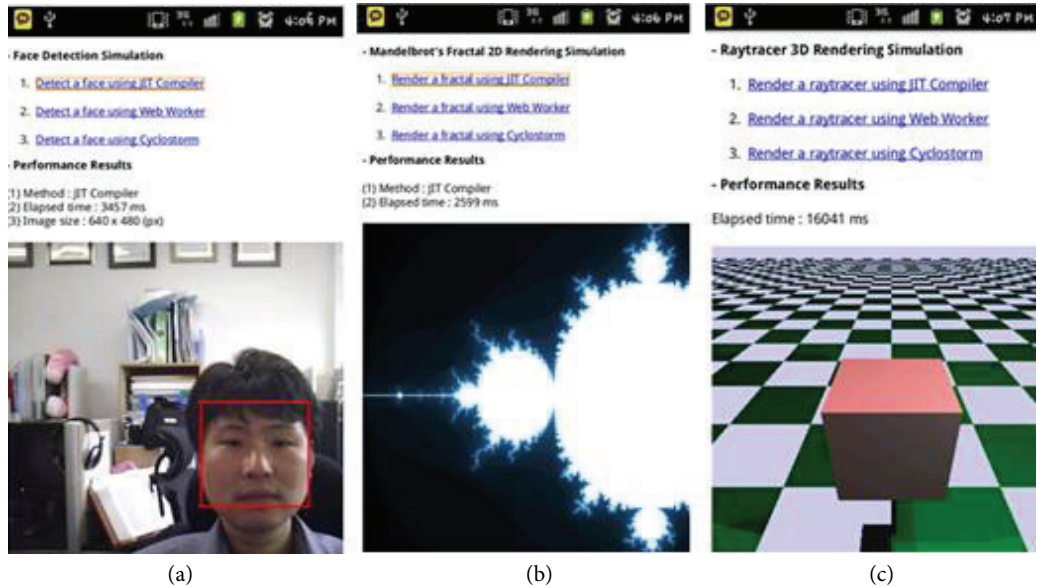 3G
4:06 PM
- Face Detection Simulation
1. Detect a face using JIT Compiler
2. Detect a face using Web Worker
3. Detect a face using Cyclostorm
- Performance Results
(1) Method : JIT Compiler
(2) Elapsed time : 3457 ms
(3) Image size : 640 x 480 (px)
(a)
3G
4:06 PM
- Mandelbrot's Fractal 2D Rendering Simulation
1. Render a fractal using JIT Compiler
2. Render a fractal using Web Worker
3. Render a fractal using Cyclostorm
- Performance Results
(1) Method : JIT Compiler
(2) Elapsed time : 2599 ms
(b)
3G
4:07 PM
- Raytracer 3D Rendering Simulation
1. Render a raytracer using JIT Compiler
2. Render a raytracer using Web Worker
3. Render a raytracer using Cyclostorm
- Performance Results
Elapsed time : 16041 ms
(c)